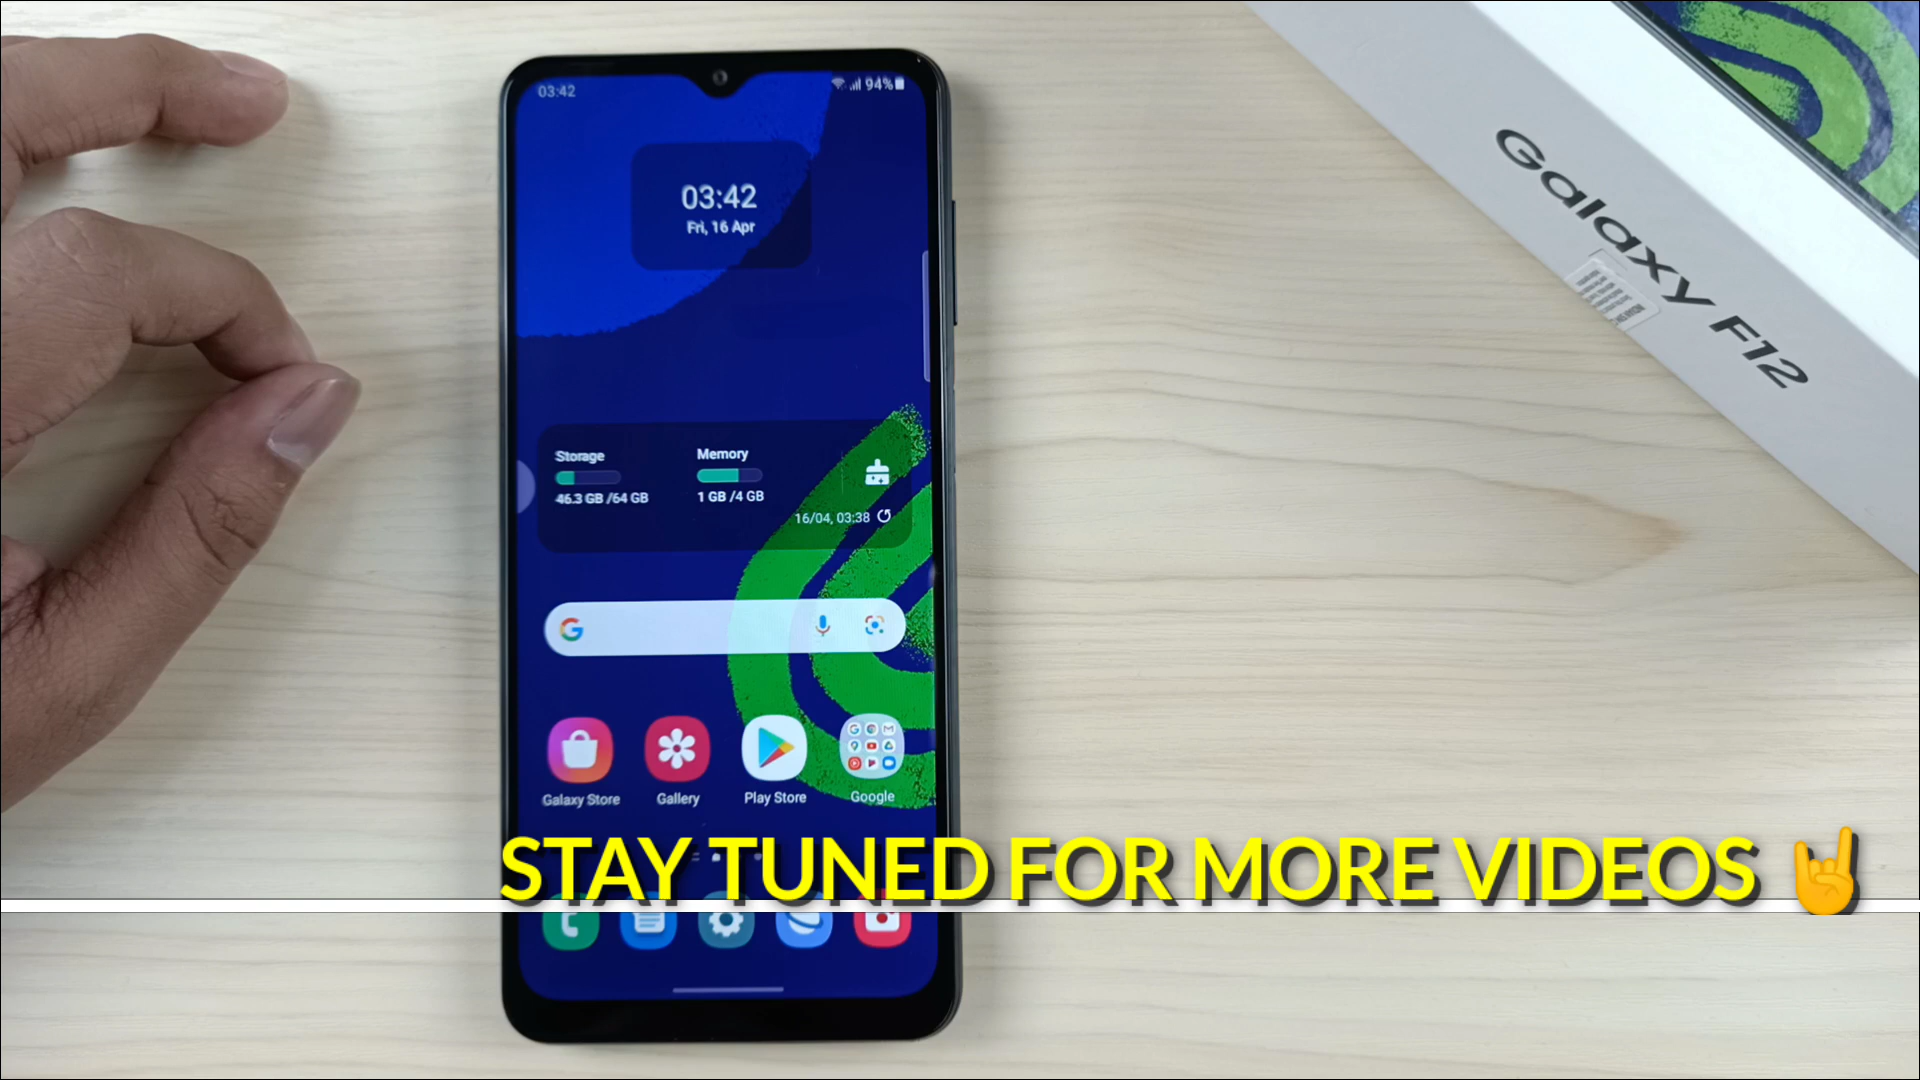 03:42
94%
03:42
Fri, 16 Apr
Storage
Memory
46.3 GB /64 GB
1 GB /4 GB
16/04, 03:38
Galaxy Store
Gallery
Play Store
Google
Galaxy F12
STAY TUNED FOR MORE VIDEOS 🤘